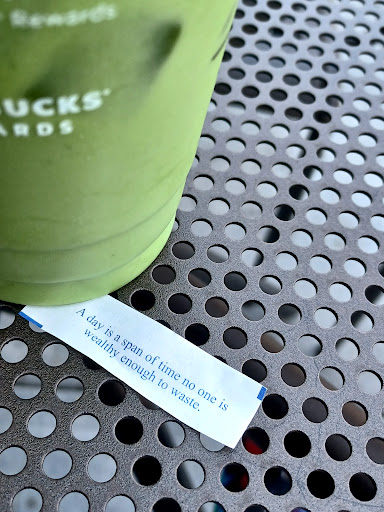 Rewards
UCKS®
ARDS
A day is a span of time no one is
wealthy enough to waste.